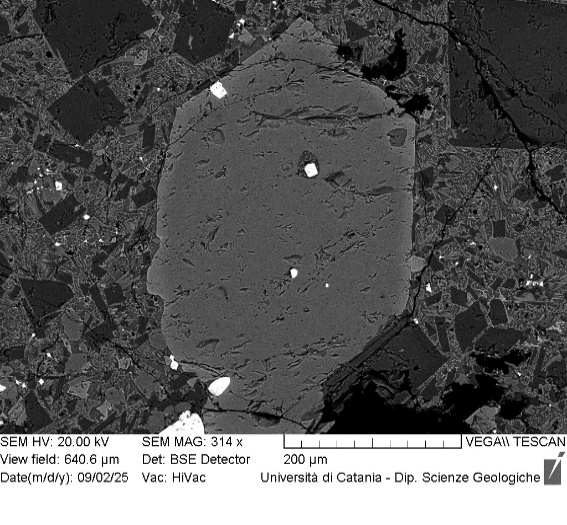 SEM HV: 20.00 kV SEM MAG: 314 x VEGA\\ TESCAN
View field: 640.6 µm Det: BSE Detector 200 µm
Date(m/d/y): 09/02/25 Vac: HiVac Università di Catania - Dip. Scienze Geologiche